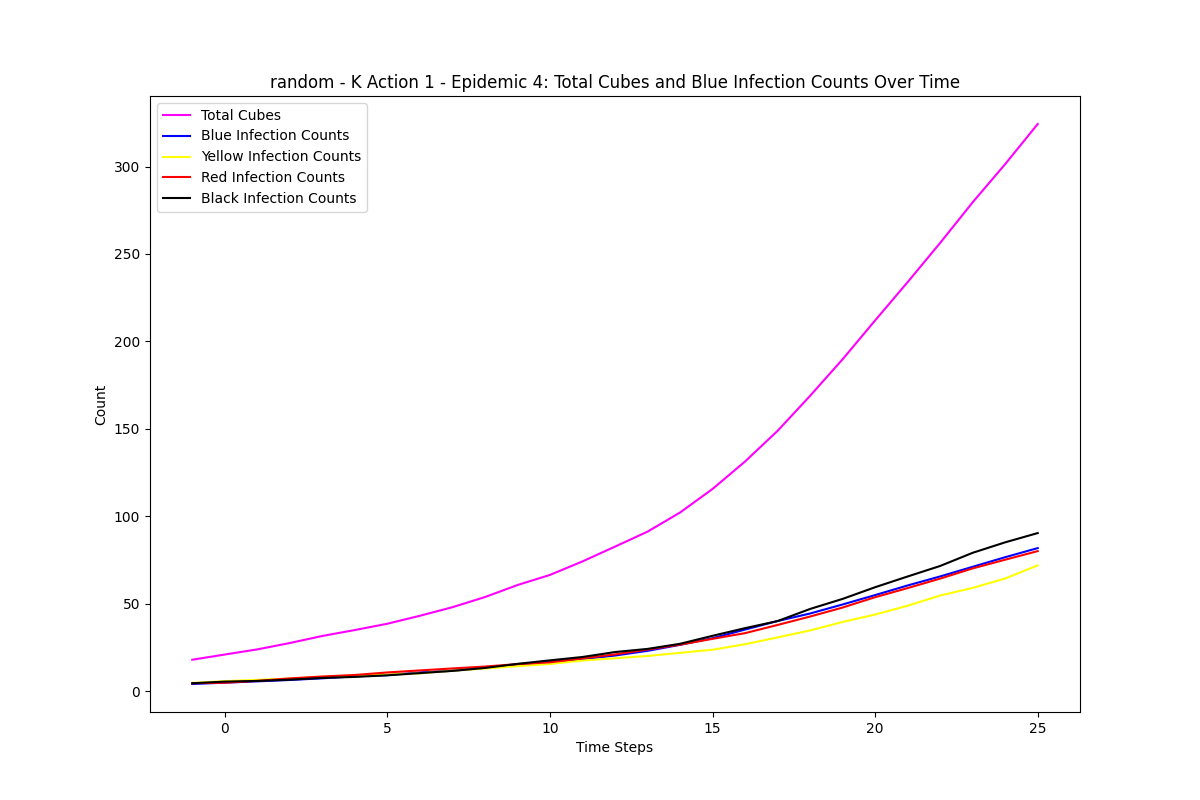 random - K Action 1 - Epidemic 4: Total Cubes and Blue Infection Counts Over Time
Total Cubes
Blue Infection Counts
Yellow Infection Counts
Red Infection Counts
Black Infection Counts
300
250
200
150
100
50
0
Count
0 5 10 15 20 25
Time Steps